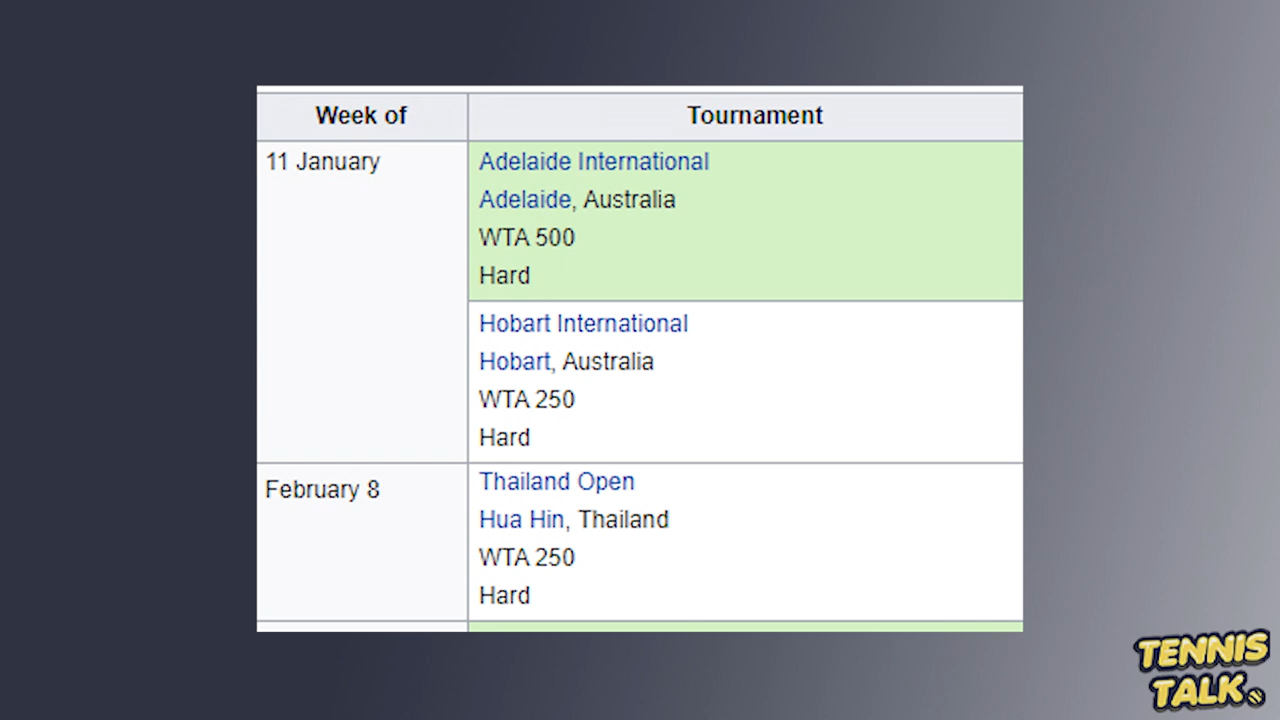 Week of
Tournament
11 January
Adelaide International
Adelaide, Australia
WTA 500
Hard
Hobart International
Hobart, Australia
WTA 250
Hard
February 8
Thailand Open
Hua Hin, Thailand
WTA 250
Hard
TENNIS
TALK